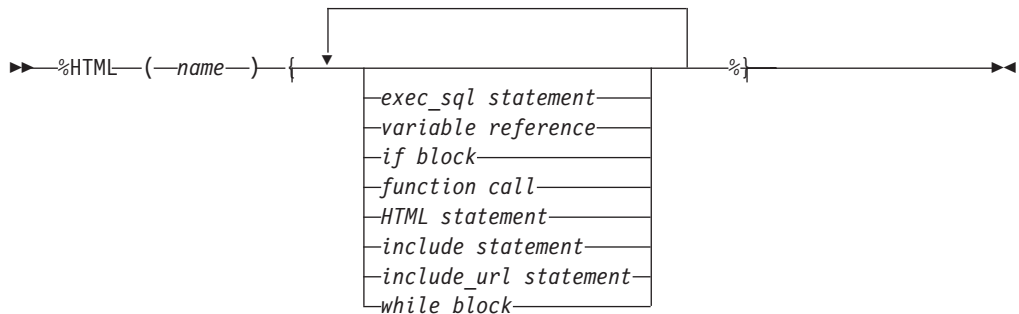 %HTML ( name ) { %}
exec_sql statement
variable reference
if block
function call
HTML statement
include statement
include_url statement
while block